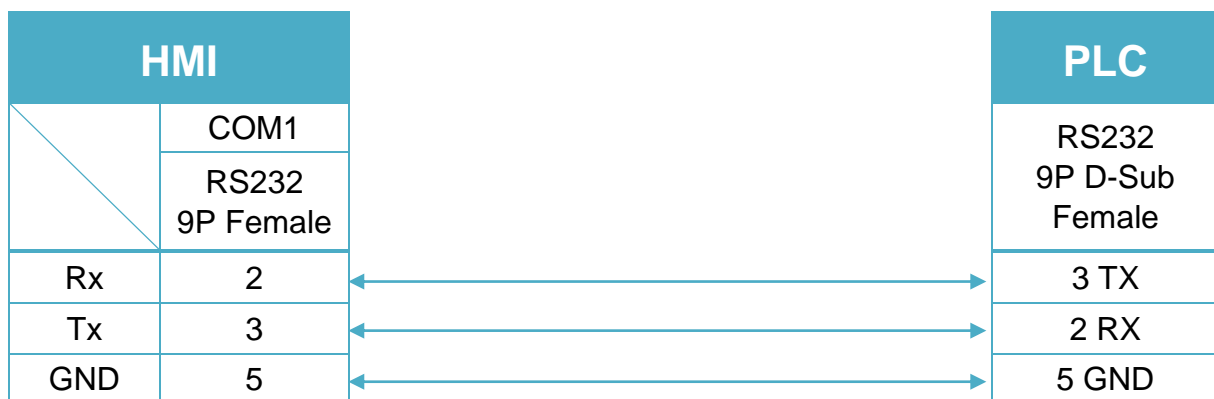 HMI
PLC
COM1
RS232
9P Female
RS232
9P D-Sub
Female
Rx 2 3 TX
Tx 3 2 RX
GND 5 5 GND